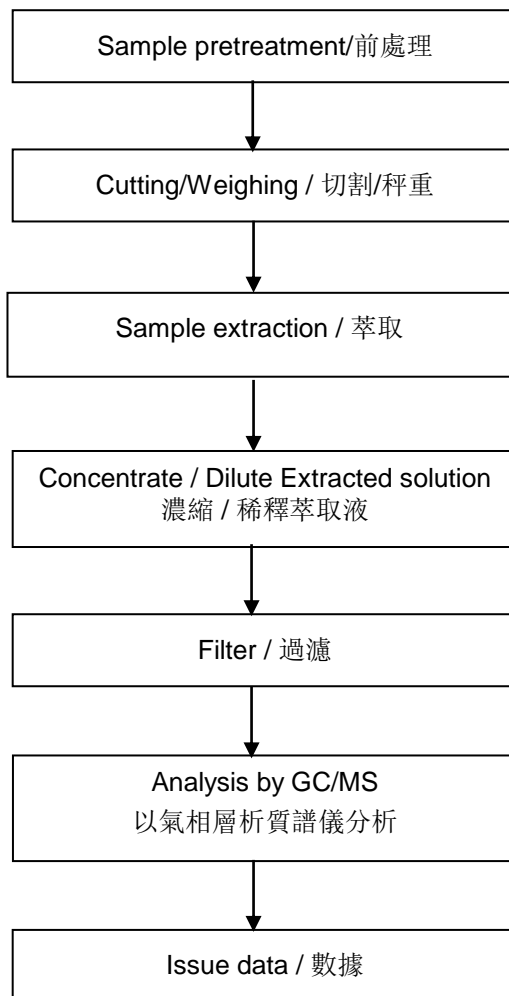 Sample pretreatment/前處理
Cutting/Weighing / 切割/秤重
Sample extraction / 萃取
Concentrate / Dilute Extracted solution
濃縮 / 稀釋萃取液
Filter / 過濾
Analysis by GC/MS
以氣相層析質譜儀分析
Issue data / 數據